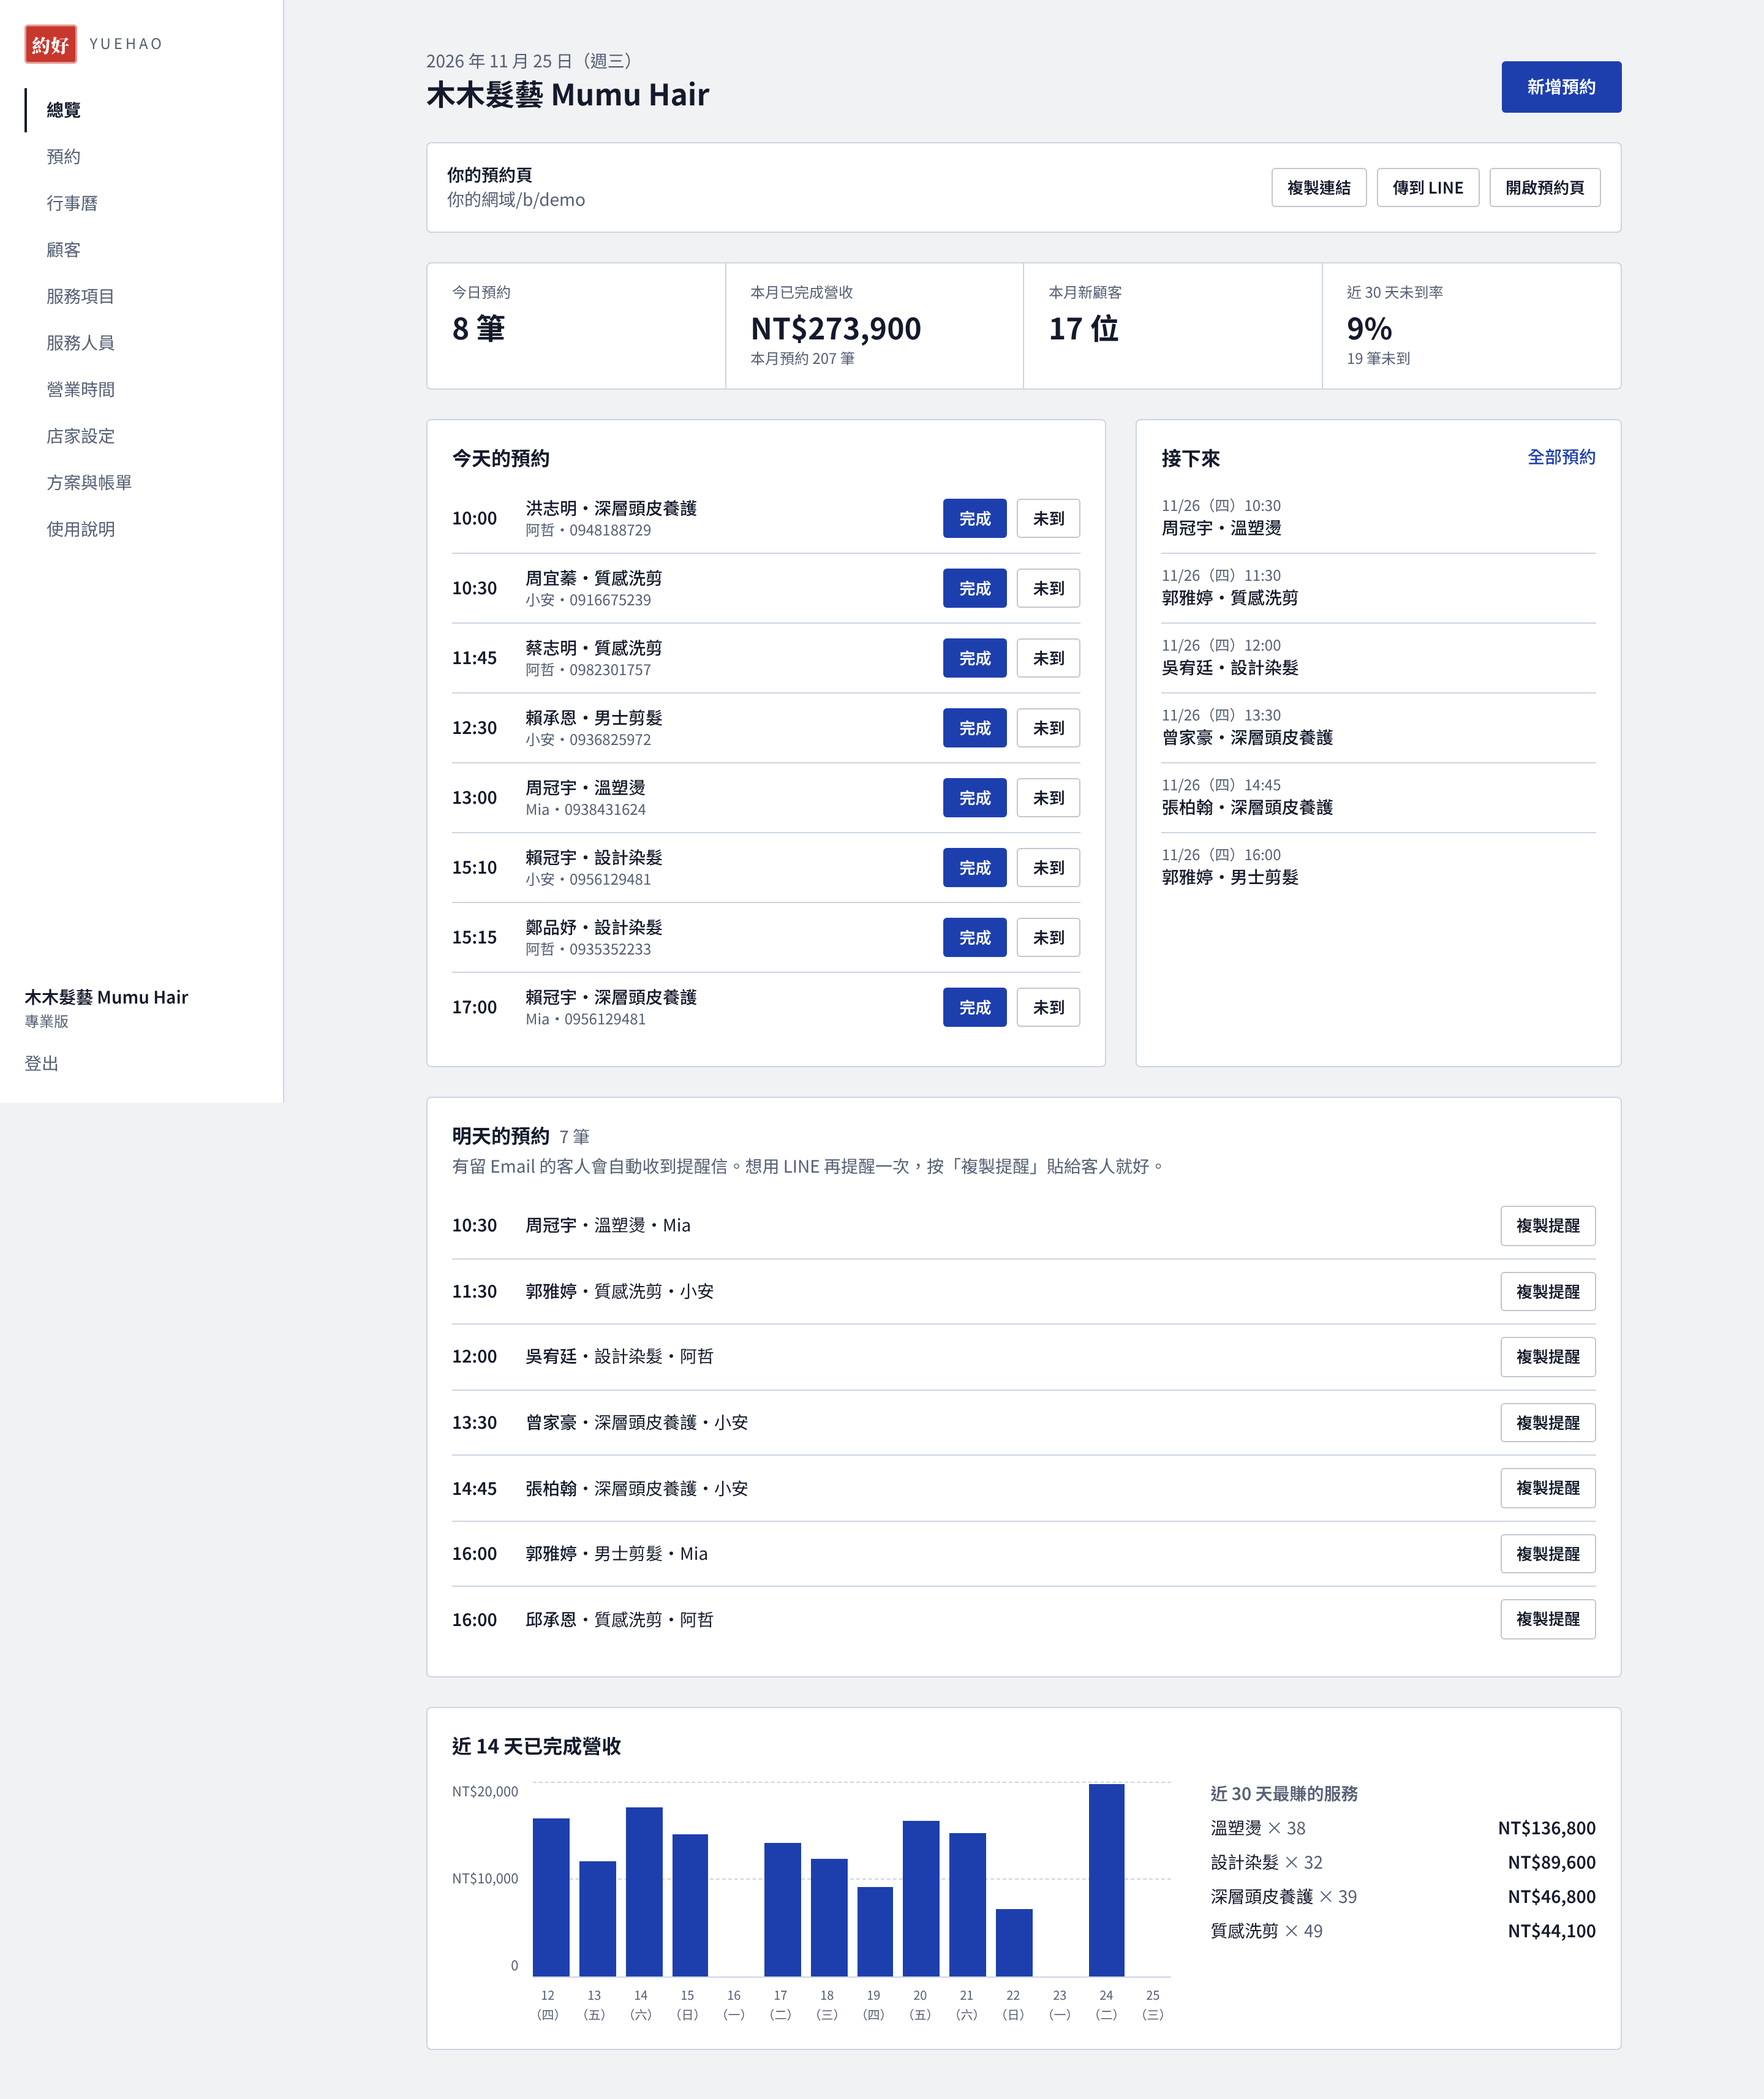 約好 YUEHAO
總覽
預約
行事曆
顧客
服務項目
服務人員
營業時間
店家設定
方案與帳單
使用說明
木木髮藝 Mumu Hair
專業版
登出
2026 年 11 月 25 日（週三）
木木髮藝 Mumu Hair
新增預約
你的預約頁
你的網域/b/demo
複製連結 傳到 LINE 開啟預約頁
今日預約
8 筆
本月已完成營收
NT$273,900
本月預約 207 筆
本月新顧客
17 位
近 30 天未到率
9%
19 筆未到
今天的預約
10:00 洪志明・深層頭皮養護 完成 未到
阿哲・0948188729
10:30 周宜蓁・質感洗剪 完成 未到
小安・0916675239
11:45 蔡志明・質感洗剪 完成 未到
阿哲・0982301757
12:30 賴承恩・男士剪髮 完成 未到
小安・0936825972
13:00 周冠宇・溫塑燙 完成 未到
Mia・0938431624
15:10 賴冠宇・設計染髮 完成 未到
小安・0956129481
15:15 鄭品妤・設計染髮 完成 未到
阿哲・0935352233
17:00 賴冠宇・深層頭皮養護 完成 未到
Mia・0956129481
接下來 全部預約
11/26（四）10:30
周冠宇・溫塑燙
11/26（四）11:30
郭雅婷・質感洗剪
11/26（四）12:00
吳宥廷・設計染髮
11/26（四）13:30
曾家豪・深層頭皮養護
11/26（四）14:45
張柏翰・深層頭皮養護
11/26（四）16:00
郭雅婷・男士剪髮
明天的預約 7 筆
有留 Email 的客人會自動收到提醒信。想用 LINE 再提醒一次，按「複製提醒」貼給客人就好。
10:30 周冠宇・溫塑燙・Mia 複製提醒
11:30 郭雅婷・質感洗剪・小安 複製提醒
12:00 吳宥廷・設計染髮・阿哲 複製提醒
13:30 曾家豪・深層頭皮養護・小安 複製提醒
14:45 張柏翰・深層頭皮養護・小安 複製提醒
16:00 郭雅婷・男士剪髮・Mia 複製提醒
16:00 邱承恩・質感洗剪・阿哲 複製提醒
近 14 天已完成營收
NT$20,000
NT$10,000
0
12 13 14 15 16 17 18 19 20 21 22 23 24 25
（四） （五） （六） （日） （一） （二） （三） （四） （五） （六） （日） （一） （二） （三）
近 30 天最賺的服務
溫塑燙 × 38 NT$136,800
設計染髮 × 32 NT$89,600
深層頭皮養護 × 39 NT$46,800
質感洗剪 × 49 NT$44,100